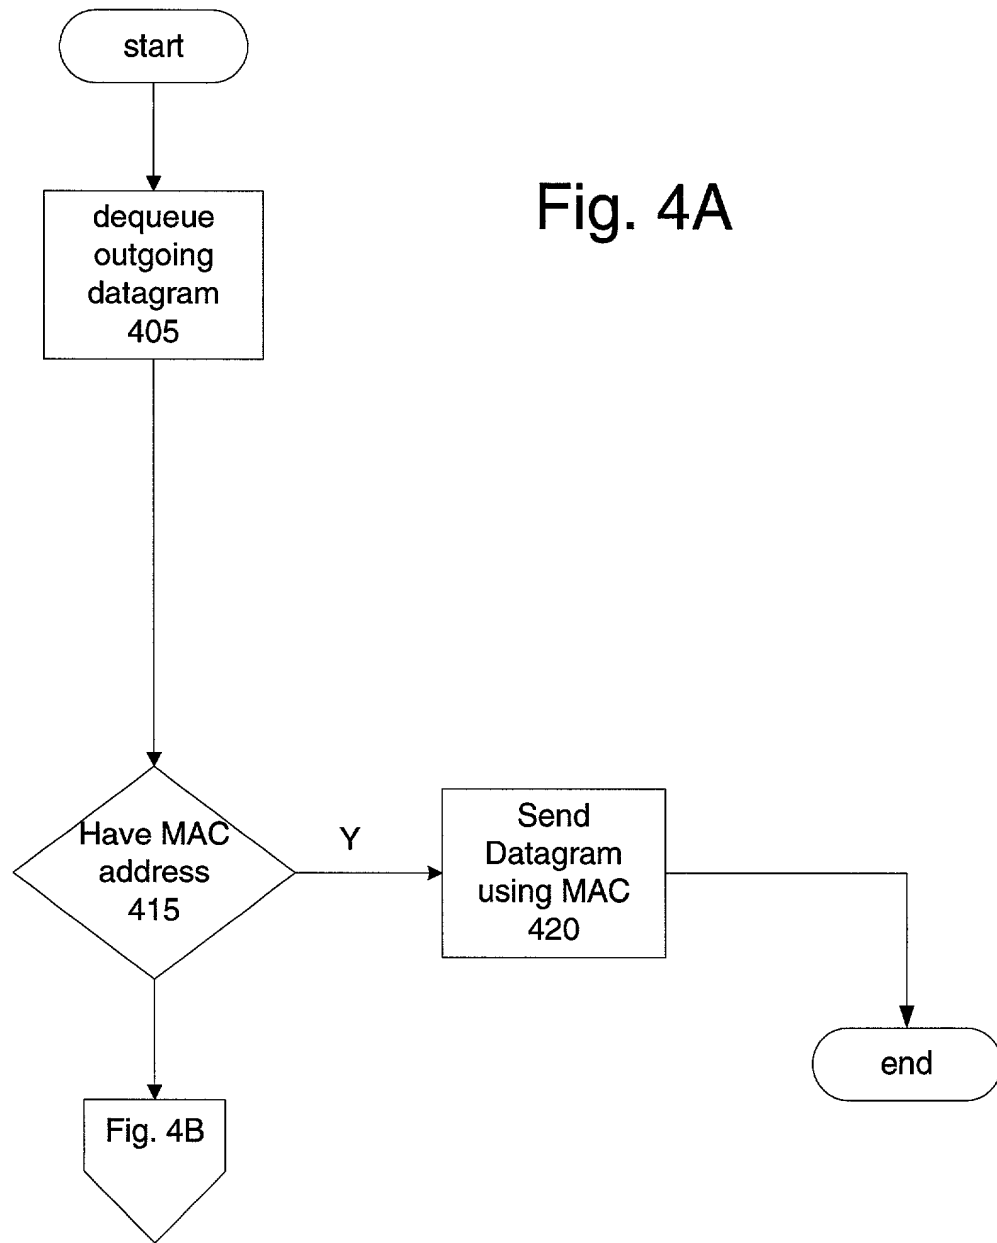 start
Fig. 4A
dequeue
outgoing
datagram
405
Have MAC
address
415
Y
Send
Datagram
using MAC
420
end
Fig. 4B